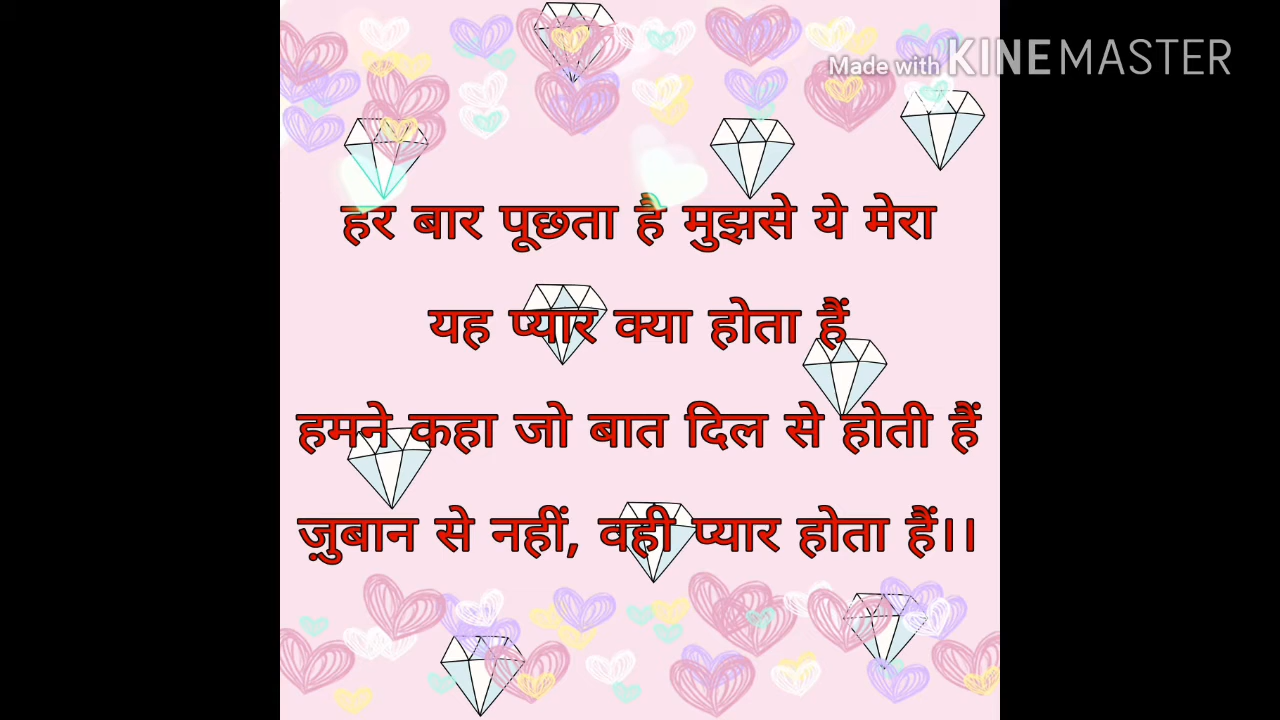 Made with KINEMASTER
हर बार पूछता है मुझसे ये मेरा
यह प्यार क्या होता हैं
हमने कहा जो बात दिल से होती हैं
ज़ुबान से नहीं, वही प्यार होता हैं।।